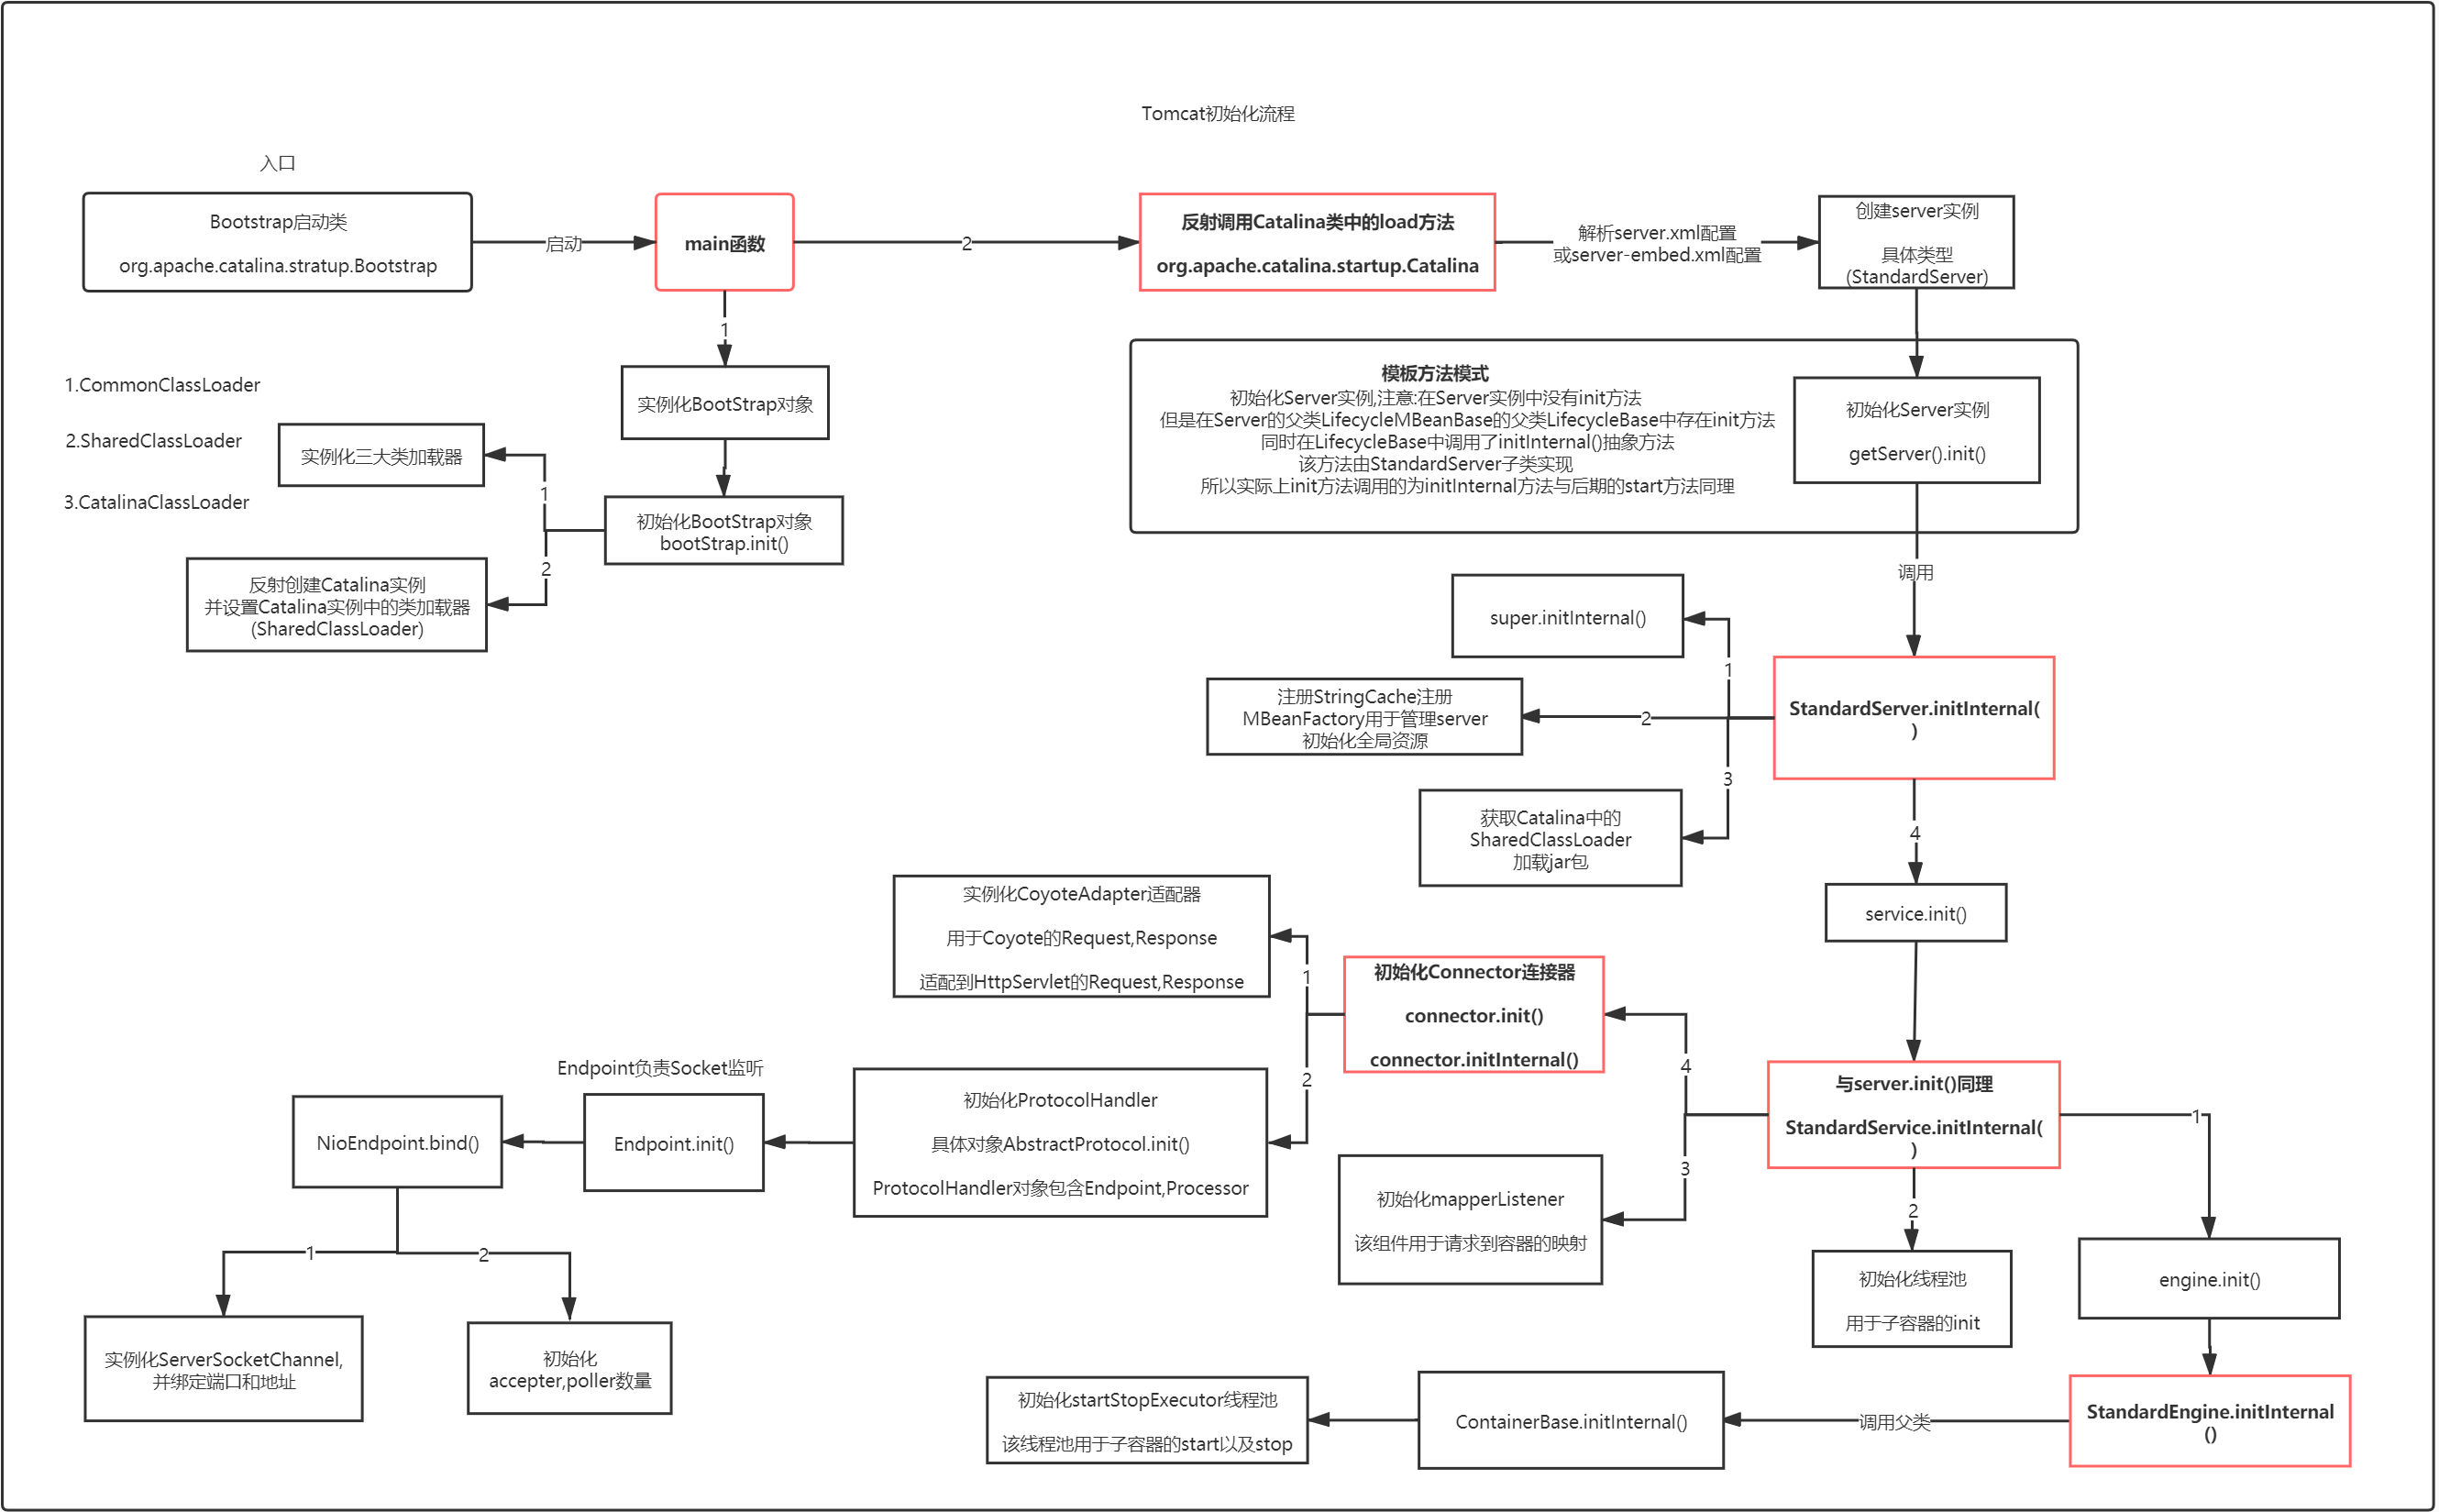 Tomcat初始化流程
入口
Bootstrap启动类
org.apache.catalina.stratup.Bootstrap
启动
main函数
2
反射调用Catalina类中的load方法
org.apache.catalina.startup.Catalina
解析server.xml配置
或server-embed.xml配置
创建server实例
具体类型
(StandardServer)
1
实例化BootStrap对象
初始化BootStrap对象
bootStrap.init()
1.CommonClassLoader
2.SharedClassLoader
3.CatalinaClassLoader
实例化三大类加载器
1
2
反射创建Catalina实例
并设置Catalina实例中的类加载器
(SharedClassLoader)
模板方法模式
初始化Server实例,注意:在Server实例中没有init方法
但是在Server的父类LifecycleMBeanBase的父类LifecycleBase中存在init方法
同时在LifecycleBase中调用了initInternal()抽象方法
该方法由StandardServer子类实现
所以实际上init方法调用的为initInternal方法与后期的start方法同理
初始化Server实例
getServer().init()
调用
super.initInternal()
1
注册StringCache注册
MBeanFactory用于管理server
初始化全局资源
2
StandardServer.initInternal(
)
3
获取Catalina中的
SharedClassLoader
加载jar包
4
service.init()
实例化CoyoteAdapter适配器
用于Coyote的Request,Response
适配到HttpServlet的Request,Response
1
初始化Connector连接器
connector.init()
connector.initInternal()
4
2
Endpoint负责Socket监听
NioEndpoint.bind()
Endpoint.init()
初始化ProtocolHandler
具体对象AbstractProtocol.init()
ProtocolHandler对象包含Endpoint,Processor
与server.init()同理
StandardService.initInternal(
)
1
3
初始化mapperListener
该组件用于请求到容器的映射
2
初始化线程池
用于子容器的init
engine.init()
1
2
实例化ServerSocketChannel,
并绑定端口和地址
初始化
accepter,poller数量
初始化startStopExecutor线程池
该线程池用于子容器的start以及stop
ContainerBase.initInternal()
调用父类
StandardEngine.initInternal
()